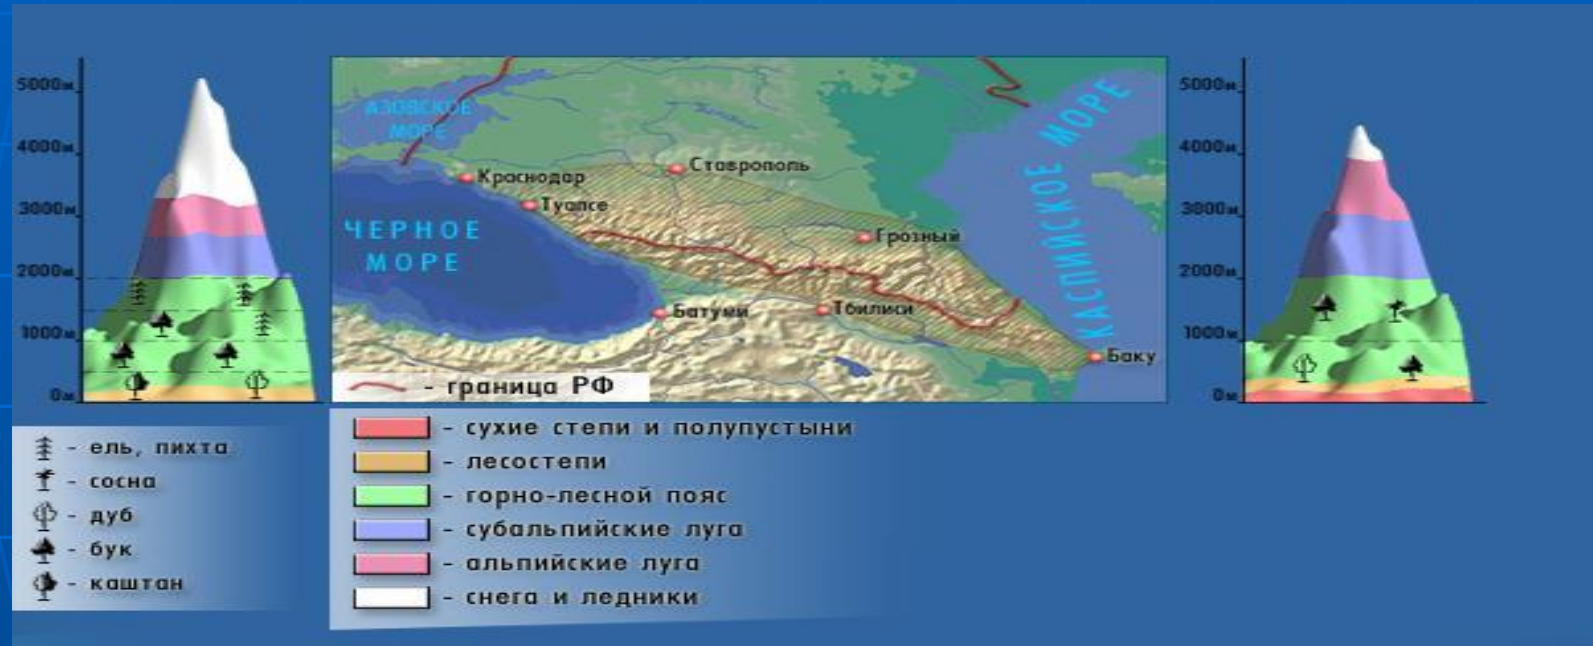 5000м
4000м
3000м
2000м
1000м
0м
АЗОВСКОЕ
МОРЕ
Краснодар
Ставрополь
Туапсе
ЧЕРНОЕ
МОРЕ
Грозный
КАСПИЙСКОЕ МОРЕ
Батуми
Тбилиси
Баку
- граница РФ
5000м
4000м
3000м
2000м
1000м
0м
- ель, пихта
- сосна
- дуб
- бук
- каштан
- сухие степи и полупустыни
- лесостепи
- горно-лесной пояс
- субальпийские луга
- альпийские луга
- снега и ледники